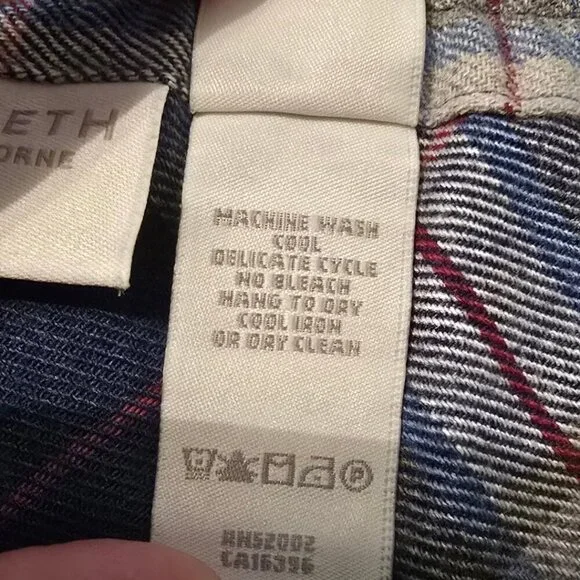 ETH
ORNE
MACHINE WASH
COOL
DELICATE CYCLE
NO BLEACH
HANG TO DRY
COOL IRON
OR DRY CLEAN
P
RN52002
CA16396